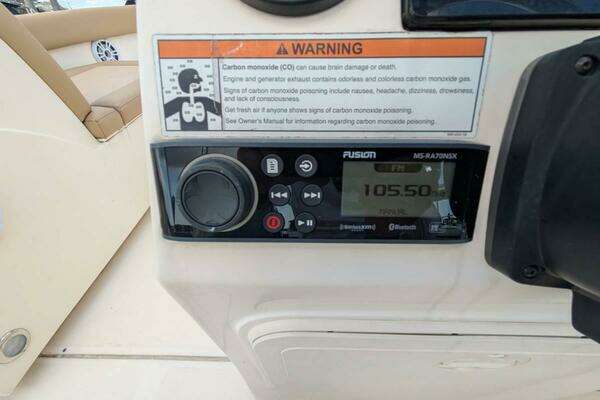 WARNING
Carbon monoxide (CO) can cause brain damage or death.
Engine and generator exhaust contains odorless and colorless carbon monoxide gas.
Signs of carbon monoxide poisoning include nausea, headache, dizziness, drowsiness,
and lack of consciousness.
Get fresh air if anyone shows signs of carbon monoxide poisoning.
See Owner's Manual for information regarding carbon monoxide poisoning.
FUSION MS-RA70NSX
FM
105.50
MANUAL
SiriusXM Bluetooth